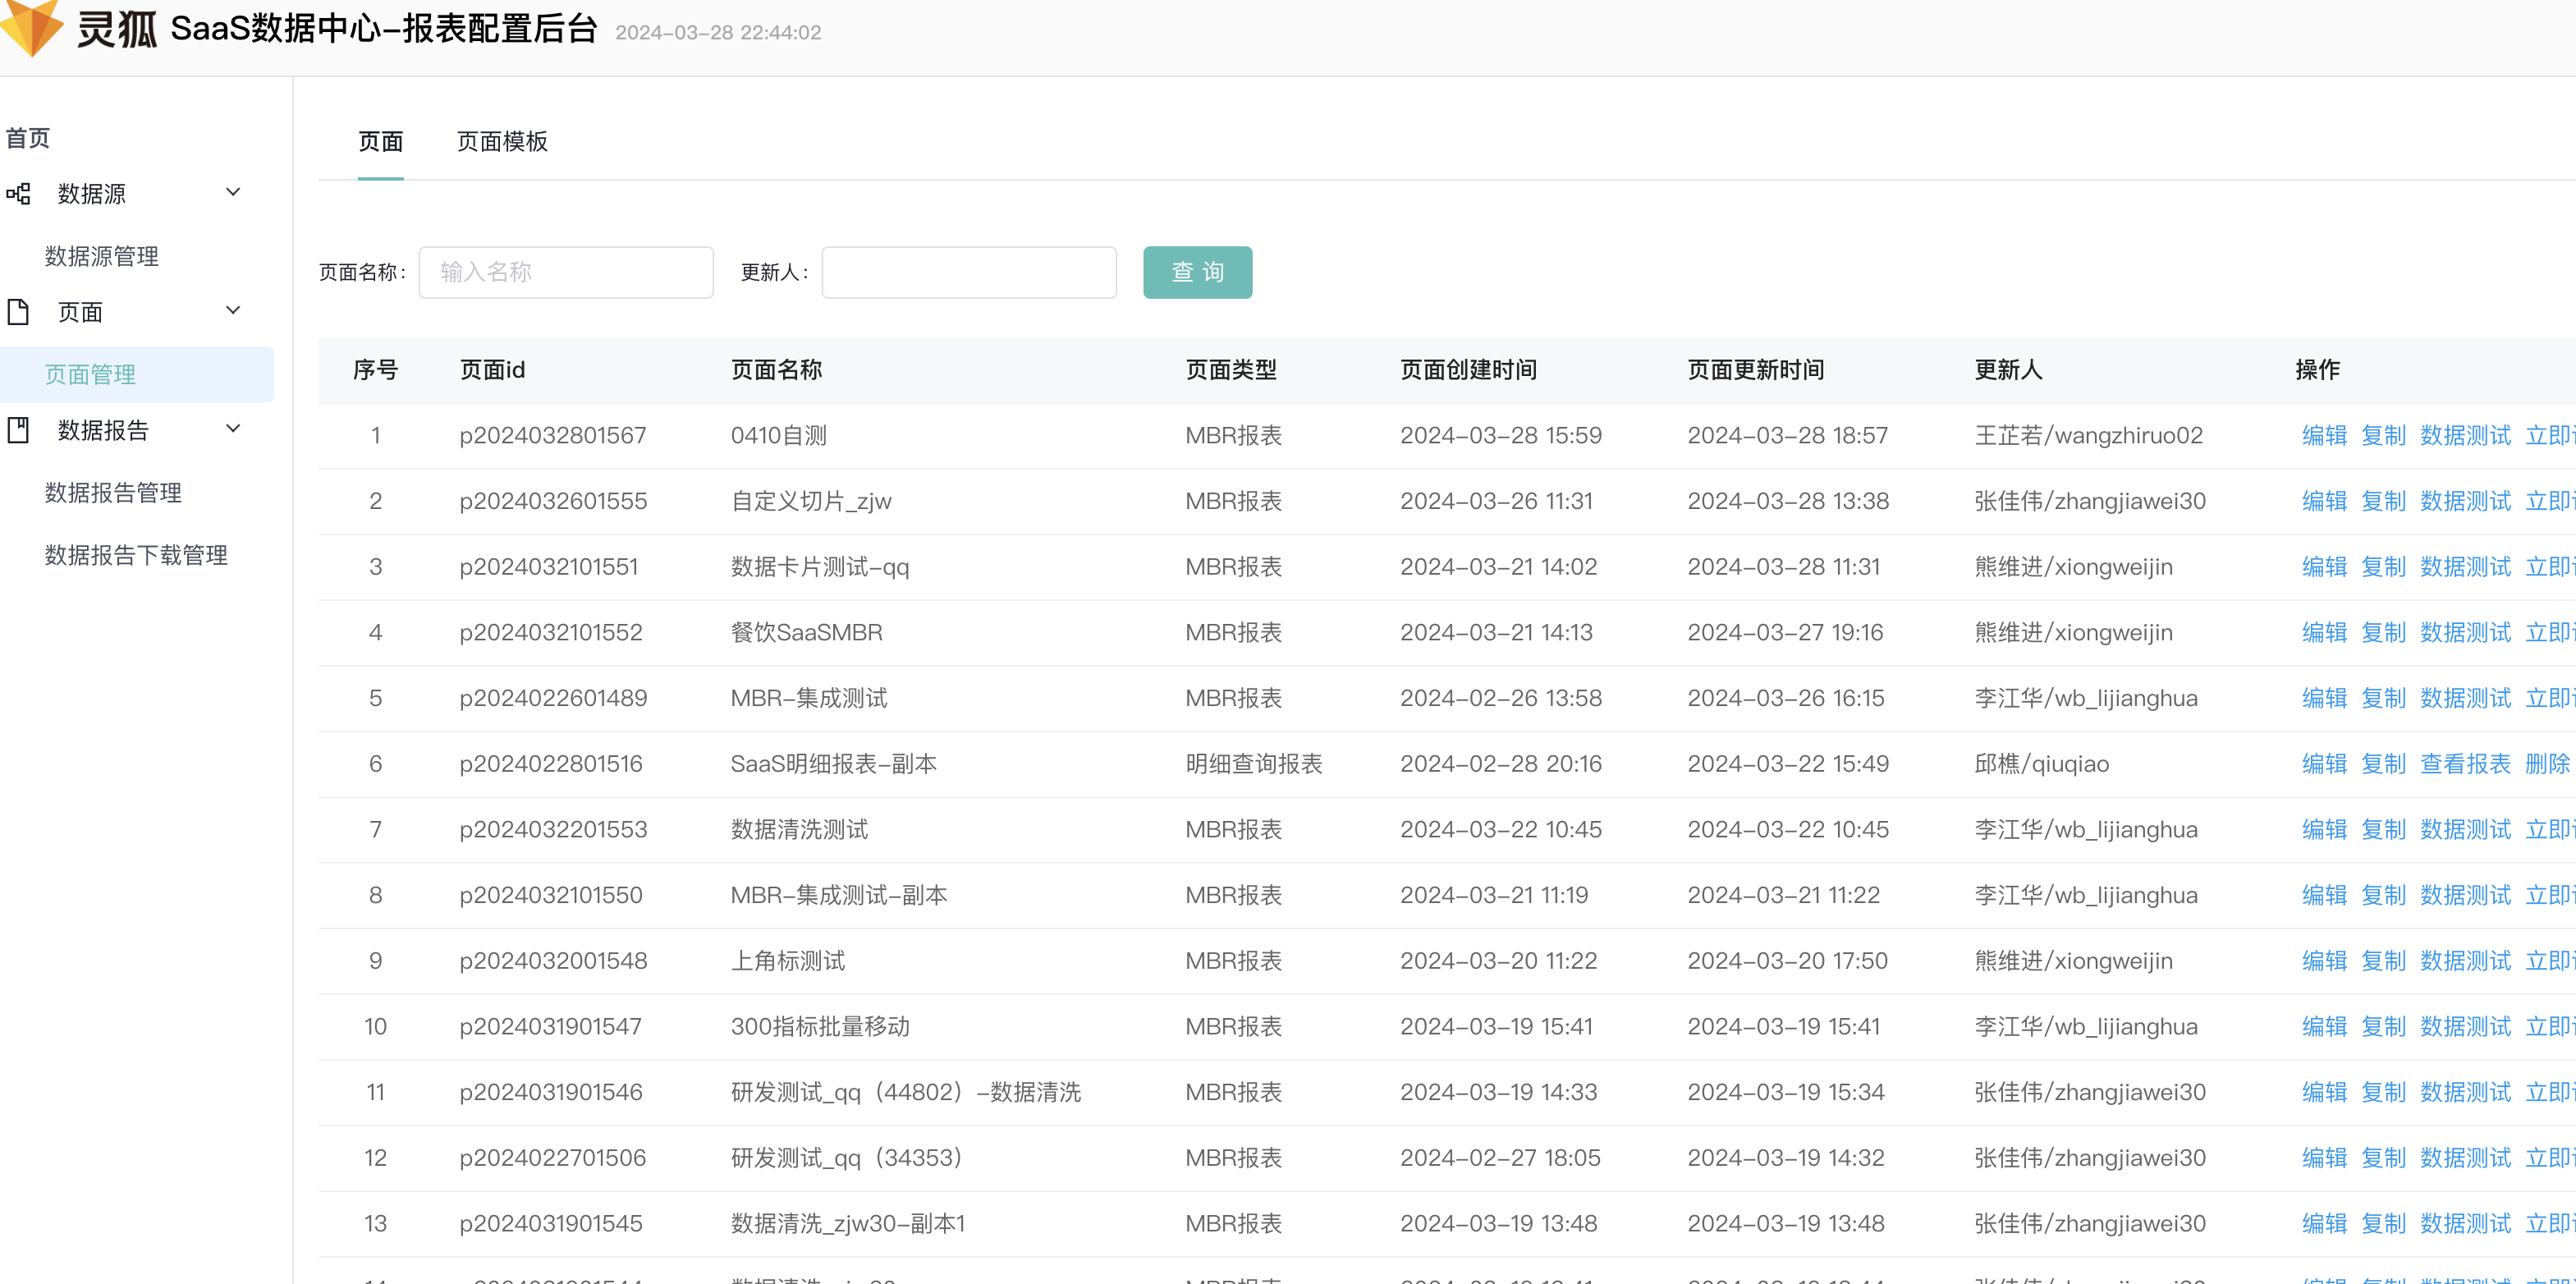 灵狐 SaaS数据中心-报表配置后台 2024-03-28 22:44:02
首页
数据源
数据源管理
页面
页面管理
数据报告
数据报告管理
数据报告下载管理
页面 页面模板
页面名称: 输入名称 更新人: 查 询
序号 页面id 页面名称 页面类型 页面创建时间 页面更新时间 更新人 操作
1 p2024032801567 0410自测 MBR报表 2024-03-28 15:59 2024-03-28 18:57 王芷若/wangzhiruo02 编辑 复制 数据测试 立即
2 p2024032601555 自定义切片_zjw MBR报表 2024-03-26 11:31 2024-03-28 13:38 张佳伟/zhangjiawei30 编辑 复制 数据测试 立即
3 p2024032101551 数据卡片测试-qq MBR报表 2024-03-21 14:02 2024-03-28 11:31 熊维进/xiongweijin 编辑 复制 数据测试 立即
4 p2024032101552 餐饮SaaSMBR MBR报表 2024-03-21 14:13 2024-03-27 19:16 熊维进/xiongweijin 编辑 复制 数据测试 立即
5 p2024022601489 MBR-集成测试 MBR报表 2024-02-26 13:58 2024-03-26 16:15 李江华/wb_lijianghua 编辑 复制 数据测试 立即
6 p2024022801516 SaaS明细报表-副本 明细查询报表 2024-02-28 20:16 2024-03-22 15:49 邱樵/qiuqiao 编辑 复制 查看报表 删除
7 p2024032201553 数据清洗测试 MBR报表 2024-03-22 10:45 2024-03-22 10:45 李江华/wb_lijianghua 编辑 复制 数据测试 立即
8 p2024032101550 MBR-集成测试-副本 MBR报表 2024-03-21 11:19 2024-03-21 11:22 李江华/wb_lijianghua 编辑 复制 数据测试 立即
9 p2024032001548 上角标测试 MBR报表 2024-03-20 11:22 2024-03-20 17:50 熊维进/xiongweijin 编辑 复制 数据测试 立即
10 p2024031901547 300指标批量移动 MBR报表 2024-03-19 15:41 2024-03-19 15:41 李江华/wb_lijianghua 编辑 复制 数据测试 立即
11 p2024031901546 研发测试_qq（44802）-数据清洗 MBR报表 2024-03-19 14:33 2024-03-19 15:34 张佳伟/zhangjiawei30 编辑 复制 数据测试 立即
12 p2024022701506 研发测试_qq（34353） MBR报表 2024-02-27 18:05 2024-03-19 14:32 张佳伟/zhangjiawei30 编辑 复制 数据测试 立即
13 p2024031901545 数据清洗_zjw30-副本1 MBR报表 2024-03-19 13:48 2024-03-19 13:48 张佳伟/zhangjiawei30 编辑 复制 数据测试 立即